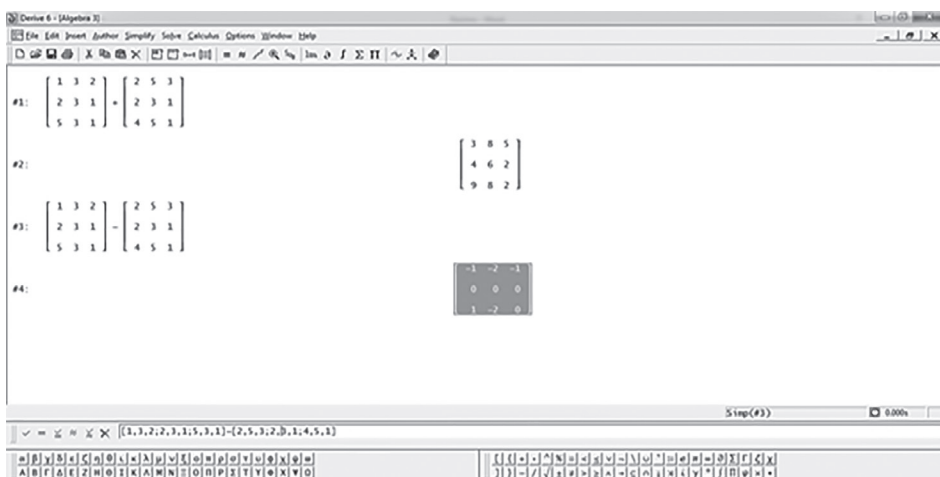 Derive 6 - [Algebra 3]
File Edit Insert Author Simplify Solve Calculus Options Window Help
lim ∂ ∫ Σ Π
#1: [1 3 2; 2 3 1; 5 3 1] + [2 5 3; 2 3 1; 4 5 1]
#2: [3 8 5; 4 6 2; 9 8 2]
#3: [1 3 2; 2 3 1; 5 3 1] - [2 5 3; 2 3 1; 4 5 1]
#4: [-1 -2 -1; 0 0 0; 1 -2 0]
Simp(#3) 0.000s
[1,3,2;2,3,1;5,3,1]-[2,5,3;2,3,1;4,5,1]
α β γ δ ε ζ η θ ι κ λ μ ν ξ ο π ρ σ τ υ φ χ ψ ω
Α Β Γ Δ Ε Ζ Η Θ Ι Κ Λ Μ Ν Ξ Ο Π Ρ Σ Τ Υ Φ Χ Ψ Ω